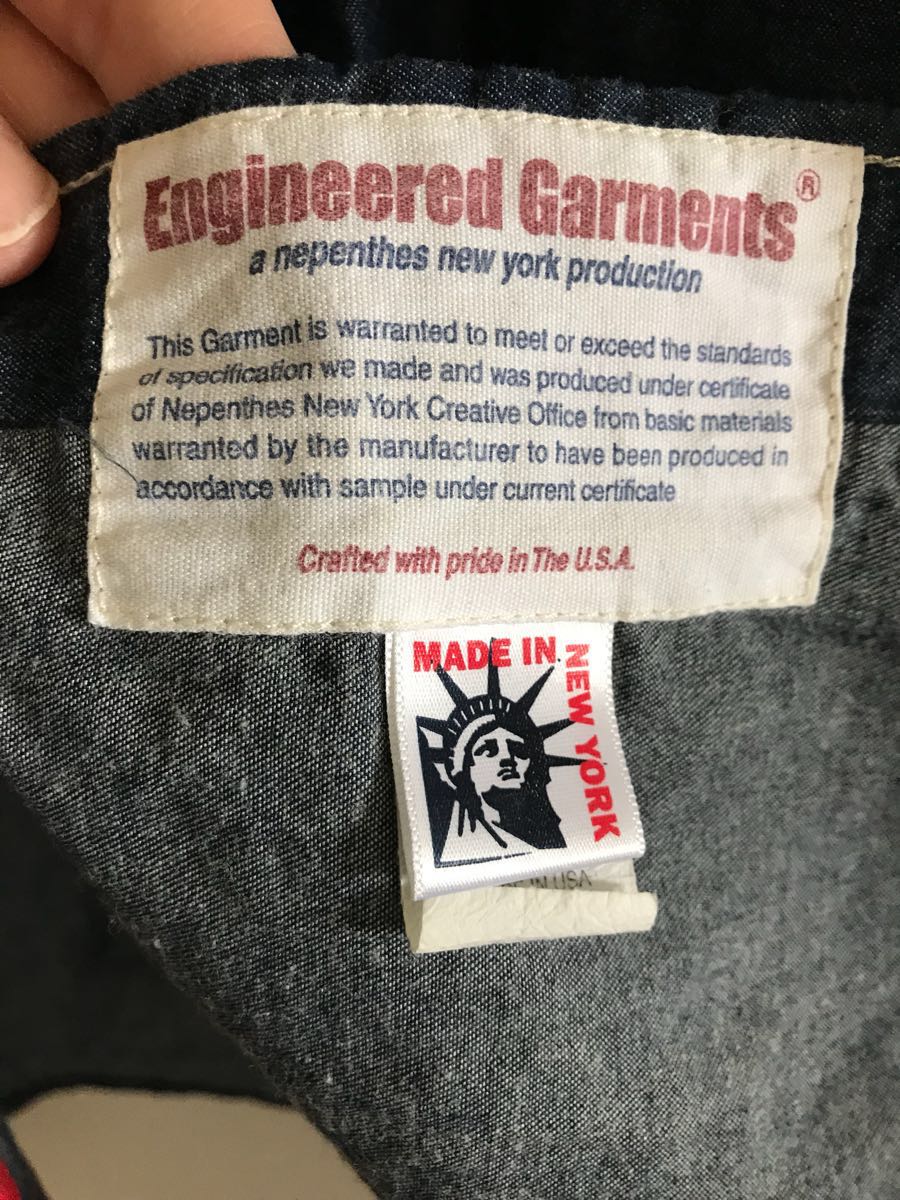 Engineered Garments®
a nepenthes new york production
This Garment is warranted to meet or exceed the standards
of specification we made and was produced under certificate
of Nepenthes New York Creative Office from basic materials
warranted by the manufacturer to have been produced in
accordance with sample under current certificate
Crafted with pride in The U.S.A.
MADE IN
NEW YORK
IN USA